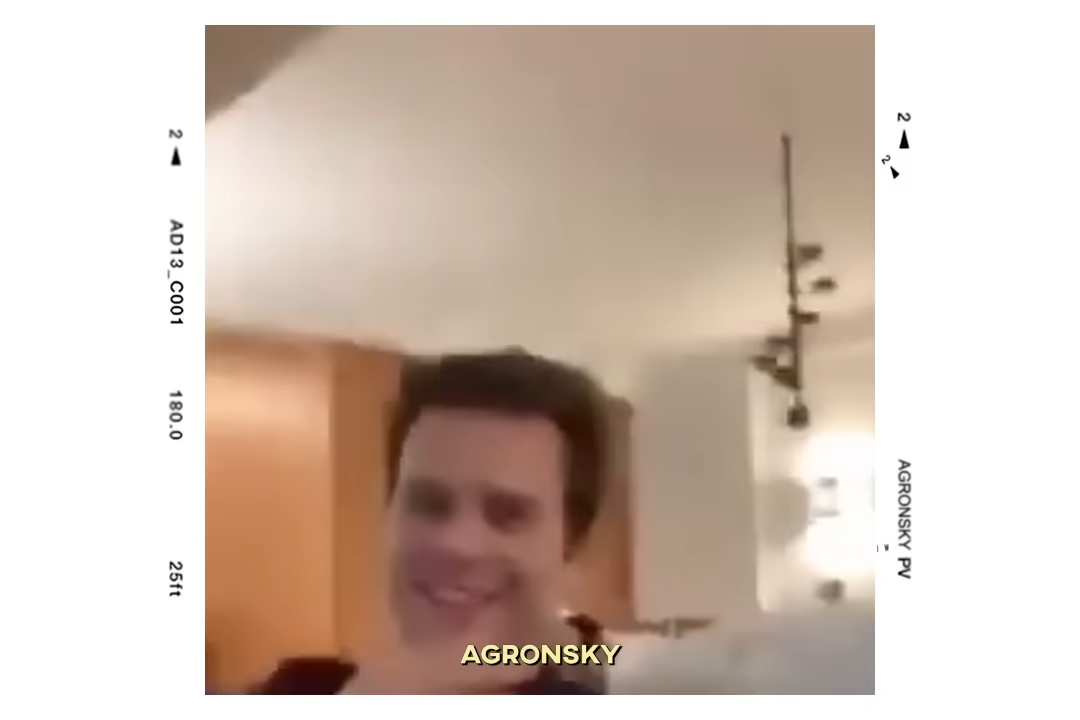 2
AD13_C001
180.0
25ft
2
2
AGRONSKY PV
AGRONSKY